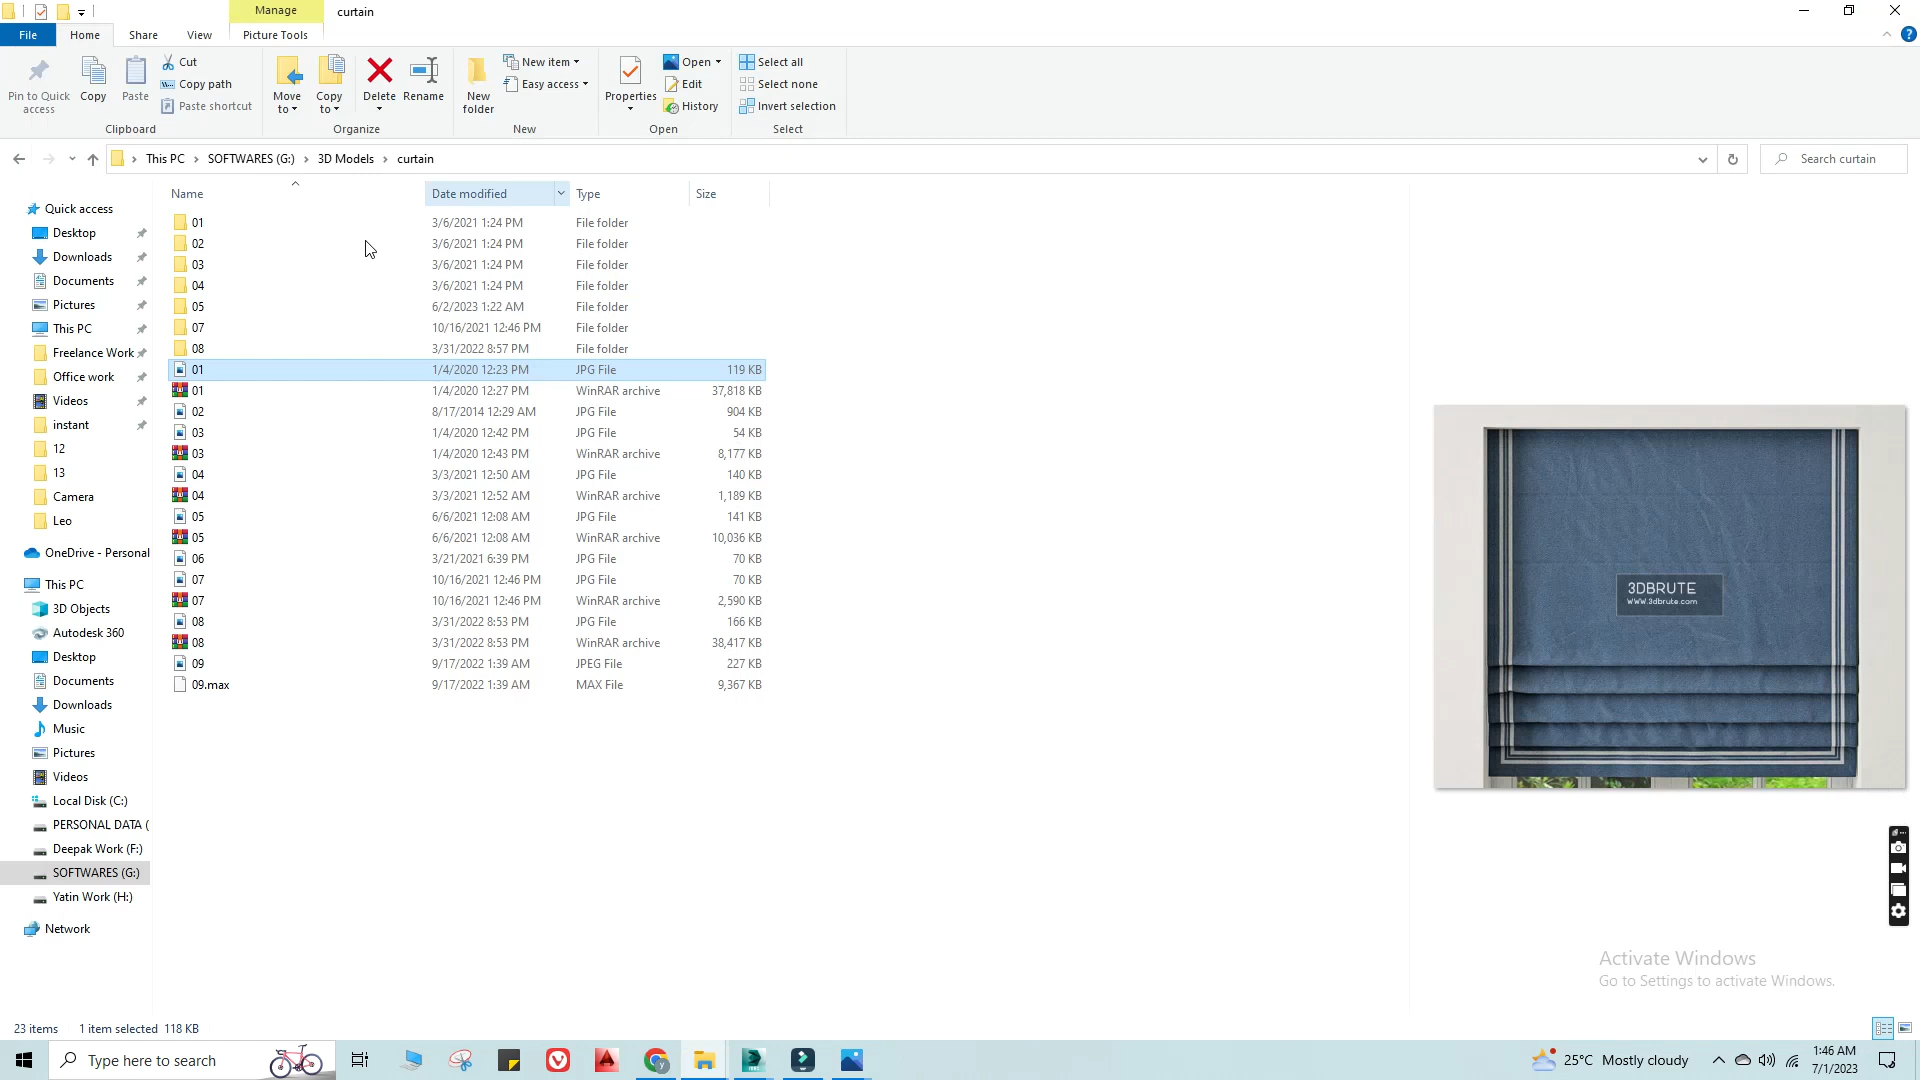 Manage
curtain
File
Home
Share
View
Picture Tools
Pin to Quick
access
Copy
Paste
Cut
Copy path
Paste shortcut
Clipboard
Move
to
Copy
to
Delete
Rename
Organize
New
folder
New item
Easy access
New
Properties
Open
Edit
History
Open
Select all
Select none
Invert selection
Select
This PC
SOFTWARES (G:)
3D Models
curtain
Search curtain
Quick access
Desktop
Downloads
Documents
Pictures
This PC
Freelance Work
Office work
Videos
instant
12
13
Camera
Leo
OneDrive - Personal
This PC
3D Objects
Autodesk 360
Desktop
Documents
Downloads
Music
Pictures
Videos
Local Disk (C:)
PERSONAL DATA (
Deepak Work (F:)
SOFTWARES (G:)
Yatin Work (H:)
Network
Name Date modified Type Size
01 3/6/2021 1:24 PM File folder
02 3/6/2021 1:24 PM File folder
03 3/6/2021 1:24 PM File folder
04 3/6/2021 1:24 PM File folder
05 6/2/2023 1:22 AM File folder
07 10/16/2021 12:46 PM File folder
08 3/31/2022 8:57 PM File folder
01 1/4/2020 12:23 PM JPG File 119 KB
01 1/4/2020 12:27 PM WinRAR archive 37,818 KB
02 8/17/2014 12:29 AM JPG File 904 KB
03 1/4/2020 12:42 PM JPG File 54 KB
03 1/4/2020 12:43 PM WinRAR archive 8,177 KB
04 3/3/2021 12:50 AM JPG File 140 KB
04 3/3/2021 12:52 AM WinRAR archive 1,189 KB
05 6/6/2021 12:08 AM JPG File 141 KB
05 6/6/2021 12:08 AM WinRAR archive 10,036 KB
06 3/21/2021 6:39 PM JPG File 70 KB
07 10/16/2021 12:46 PM JPG File 70 KB
07 10/16/2021 12:46 PM WinRAR archive 2,590 KB
08 3/31/2022 8:53 PM JPG File 166 KB
08 3/31/2022 8:53 PM WinRAR archive 38,417 KB
09 9/17/2022 1:39 AM JPEG File 227 KB
09.max 9/17/2022 1:39 AM MAX File 9,367 KB
3DBRUTE
www.3dbrute.com
Activate Windows
Go to Settings to activate Windows.
23 items 1 item selected 118 KB
Type here to search
25°C Mostly cloudy
1:46 AM
7/1/2023